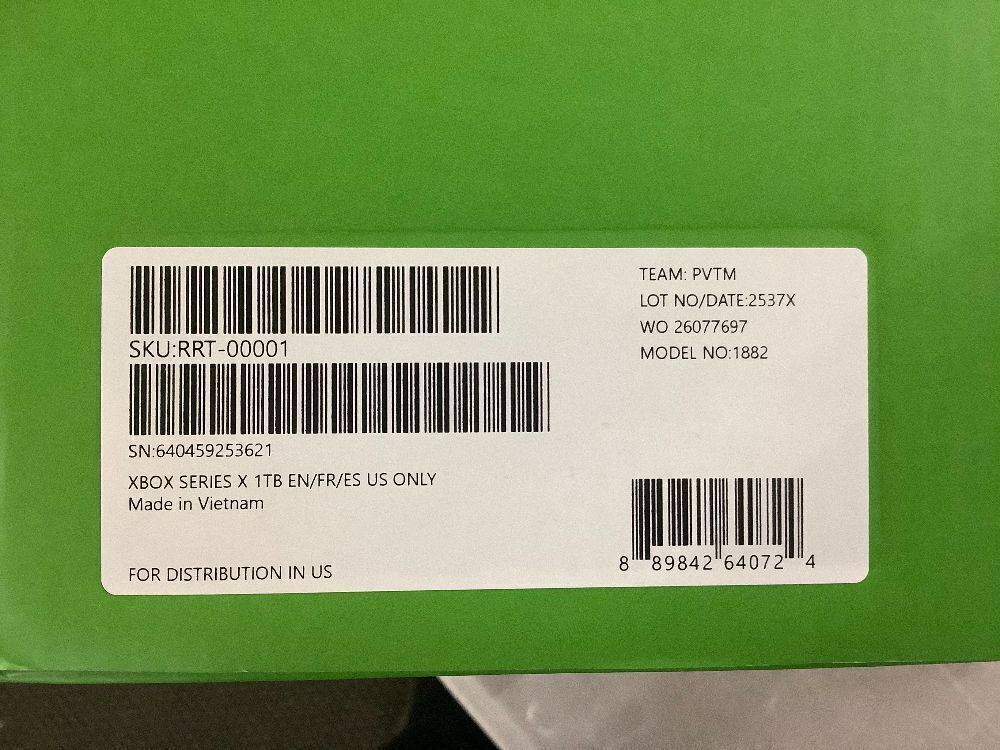 SKU:RRT-00001
SN:640459253621
XBOX SERIES X 1TB EN/FR/ES US ONLY
Made in Vietnam
FOR DISTRIBUTION IN US
TEAM: PVTM
LOT NO/DATE:2537X
WO 26077697
MODEL NO:1882
8 89842 64072 4